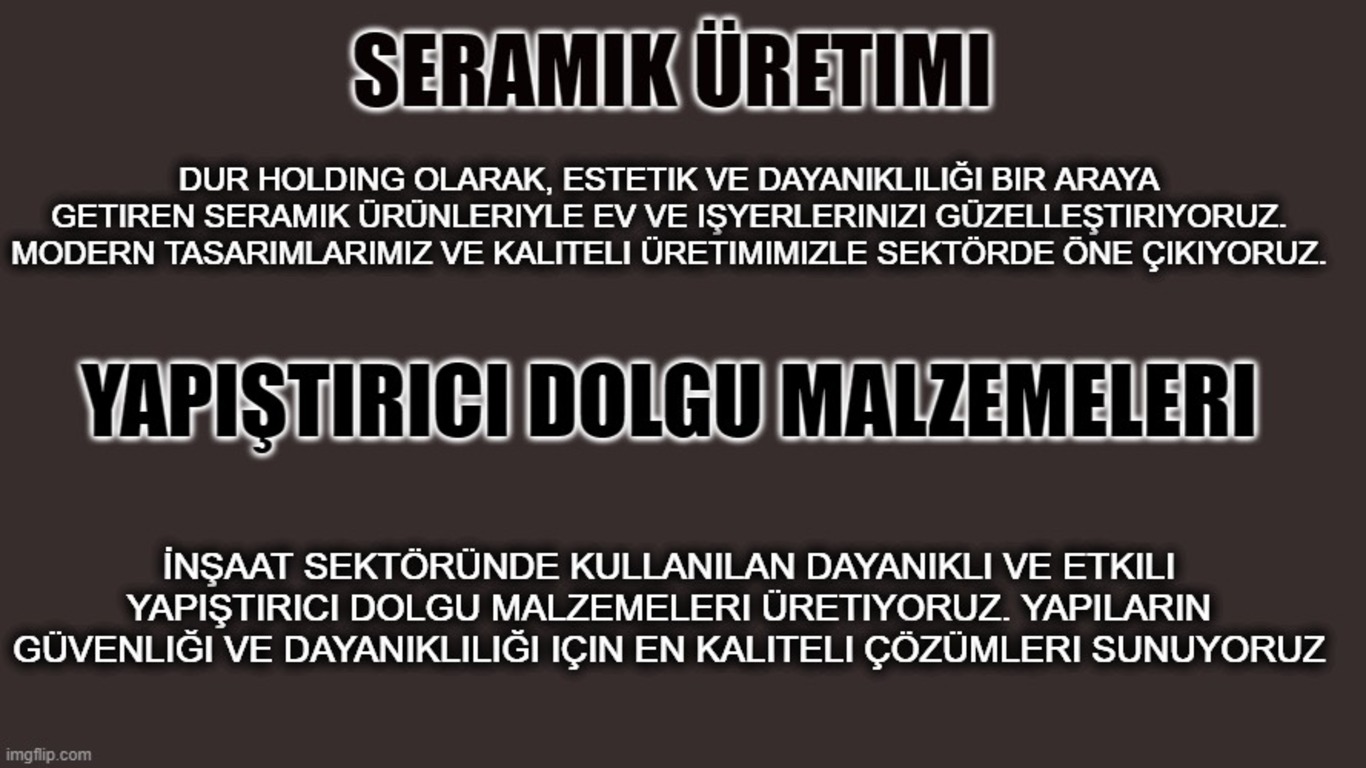 SERAMIK ÜRETIMI
DUR HOLDING OLARAK, ESTETIK VE DAYANIKLILIĞI BIR ARAYA
GETIREN SERAMIK ÜRÜNLERIYLE EV VE IŞYERLERINIZI GÜZELLEŞTIRIYORUZ.
MODERN TASARIMLARIMIZ VE KALITELI ÜRETIMIMIZLE SEKTÖRDE ÖNE ÇIKIYORUZ.
YAPIŞTIRICI DOLGU MALZEMELERI
İNŞAAT SEKTÖRÜNDE KULLANILAN DAYANIKLI VE ETKILI
YAPIŞTIRICI DOLGU MALZEMELERI ÜRETIYORUZ. YAPILARIN
GÜVENLIĞI VE DAYANIKLILIĞI IÇIN EN KALITELI ÇÖZÜMLERI SUNUYORUZ
imgflip.com